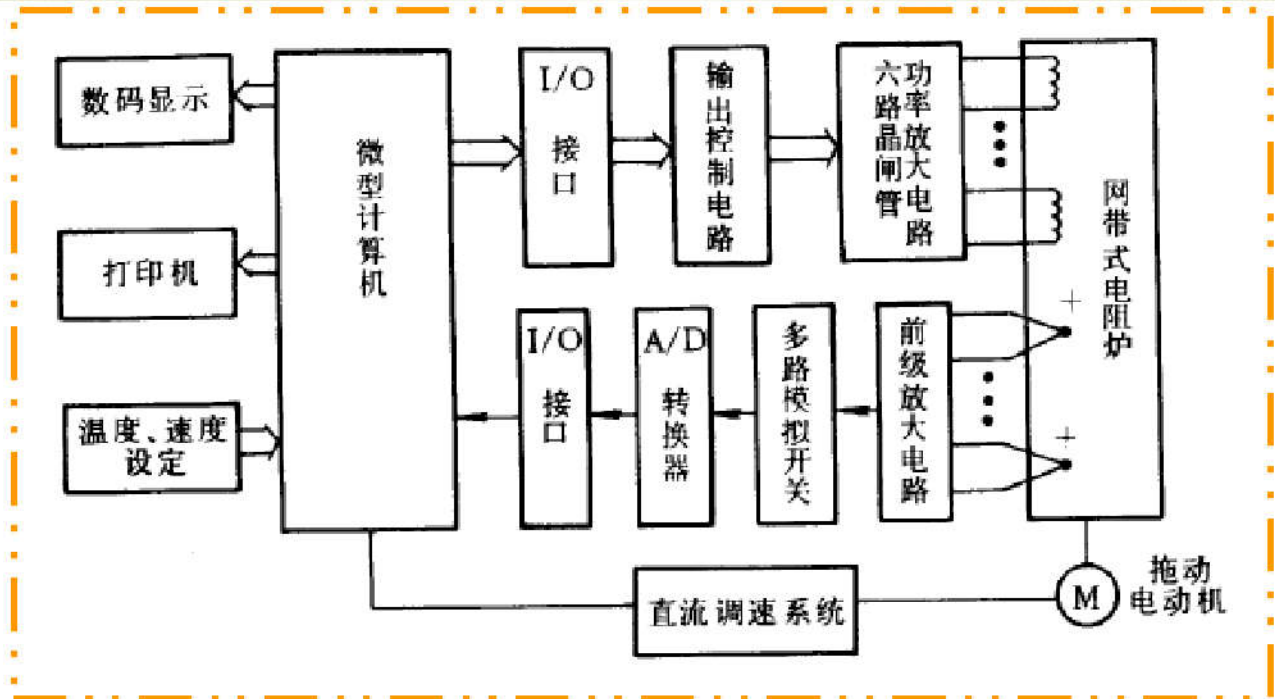 数码显示
打印机
温度、速度
设定
微型计算机
I/O
接口
输出控制电路
六路晶闸管
功率放大电路
网带式电阻炉
+
+
I/O
接口
A/D
转换器
多路模拟开关
前级放大电路
直流调速系统
M
拖动
电动机